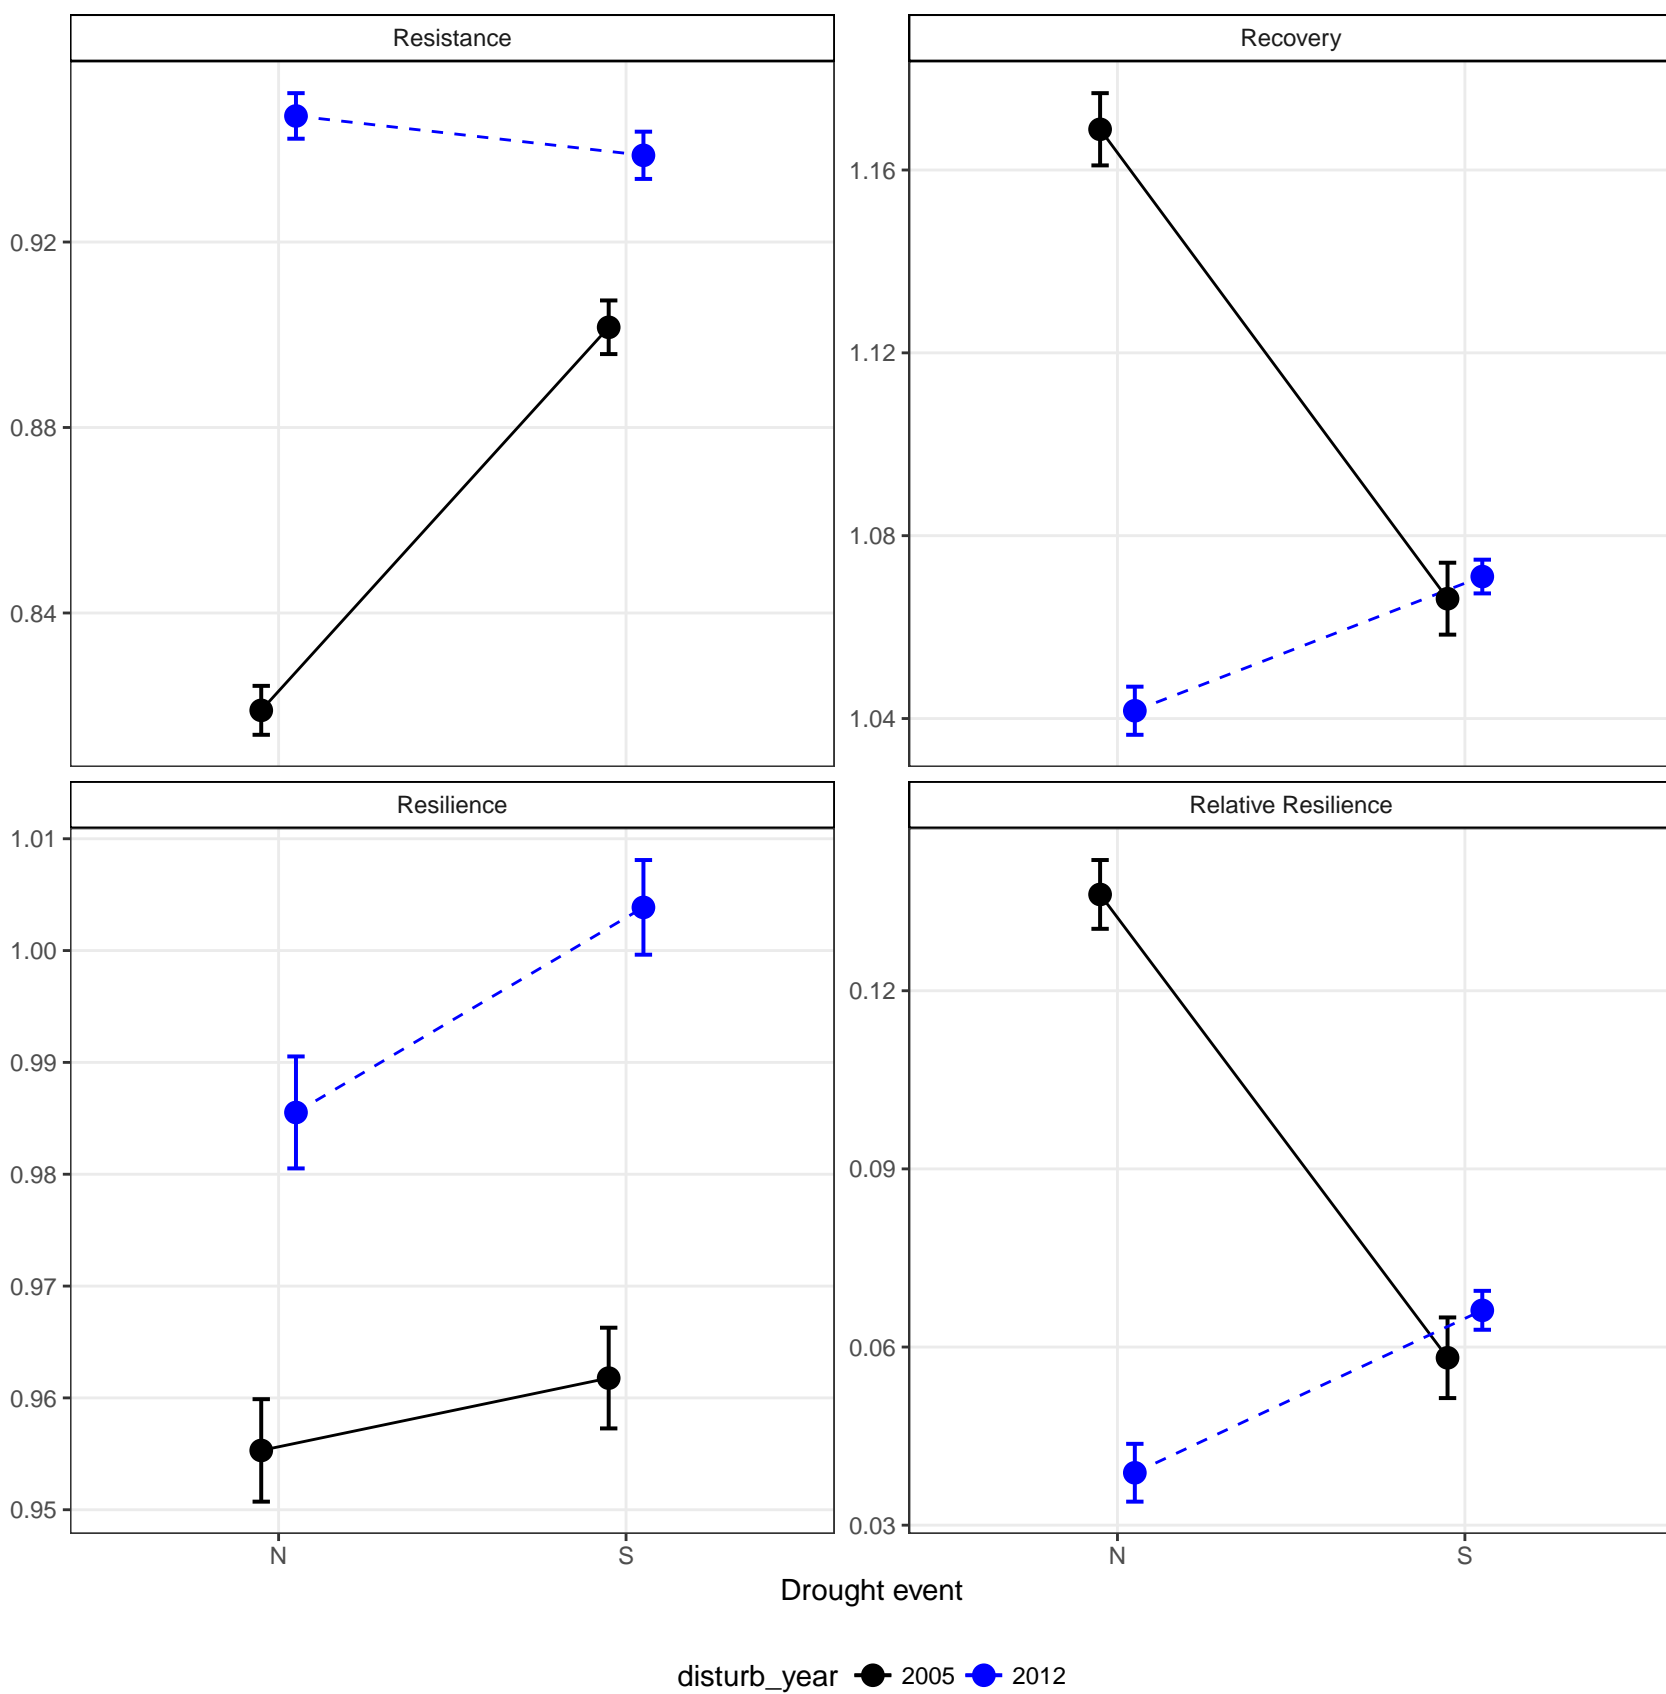 Resistance
Recovery
0.92
0.88
0.84
1.16
1.12
1.08
1.04
Resilience
Relative Resilience
1.01
1.00
0.99
0.98
0.97
0.96
0.95
0.12
0.09
0.06
0.03
N
S
N
S
Drought event
disturb_year 2005 2012